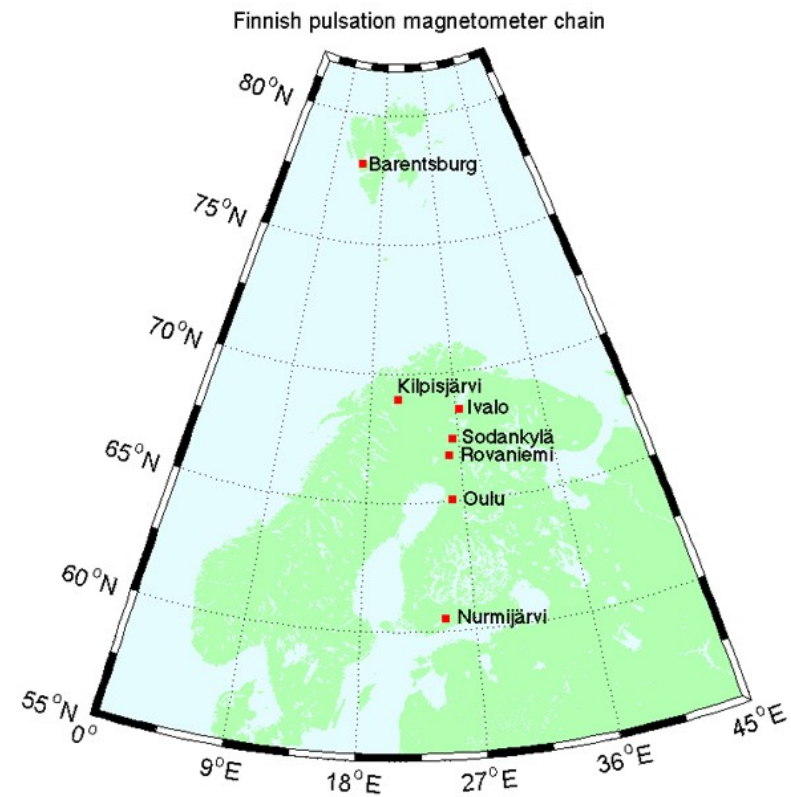 Finnish pulsation magnetometer chain
80°N
Barentsburg
75°N
70°N
Kilpisjärvi
Ivalo
Sodankylä
65°N
Rovaniemi
Oulu
60°N
Nurmijärvi
55°N
0°
9°E
18°E
27°E
36°E
45°E